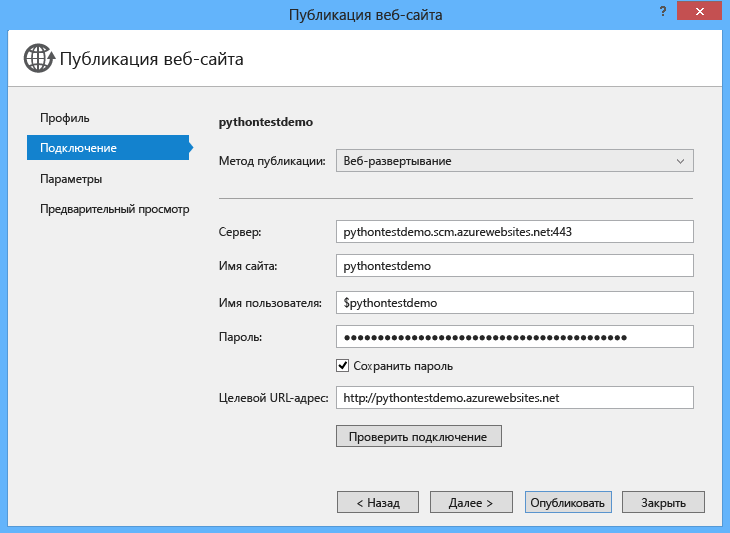 Публикация веб-сайта
?
Публикация веб-сайта
Профиль
Подключение
Параметры
Предварительный просмотр
pythontestdemo
Метод публикации: Веб-развертывание
Сервер: pythontestdemo.scm.azurewebsites.net:443
Имя сайта: pythontestdemo
Имя пользователя: $pythontestdemo
Пароль: ●●●●●●●●●●●●●●●●●●●●●●●●●●●●●●●●●●●●●●●●●●
Сохранить пароль
Целевой URL-адрес: http://pythontestdemo.azurewebsites.net
Проверить подключение
< Назад Далее > Опубликовать Закрыть